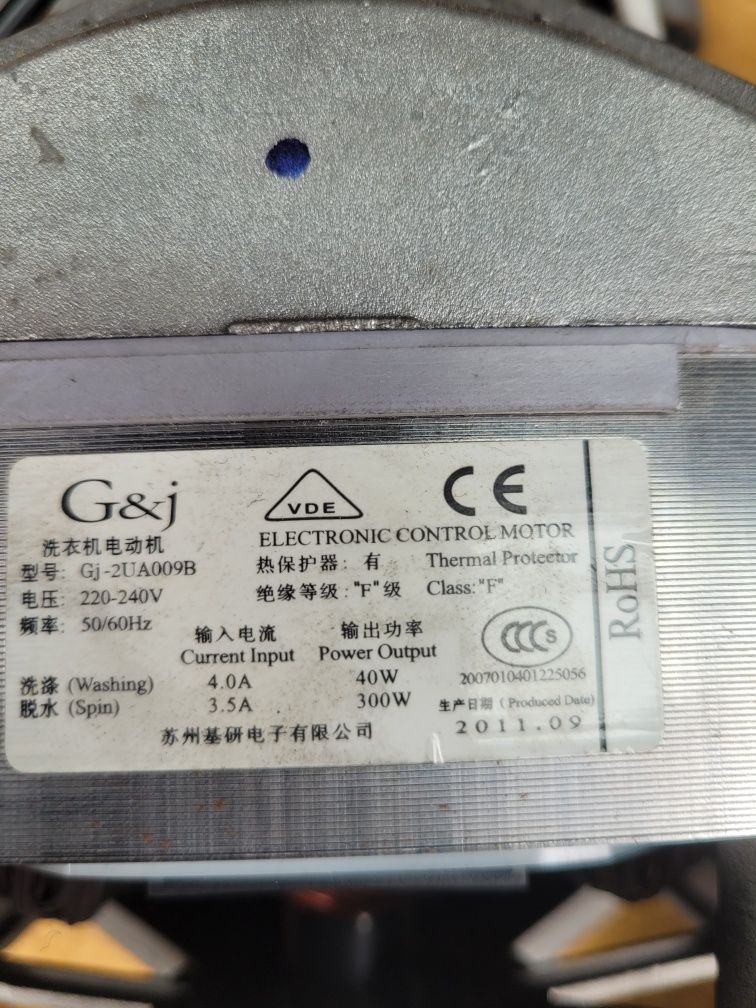 G&j
VDE
CE
ELECTRONIC CONTROL MOTOR
洗衣机电动机
型号: Gj-2UA009B
热保护器: 有 Thermal Protector
电压: 220-240V
绝缘等级: "F"级 Class:"F"
频率: 50/60Hz
输入电流 输出功率
Current Input Power Output
CCC S
洗涤 (Washing) 4.0A 40W
2007010401225056
脱水 (Spin) 3.5A 300W
生产日期 (Produced Date)
2011.09
苏州基研电子有限公司
RoHS